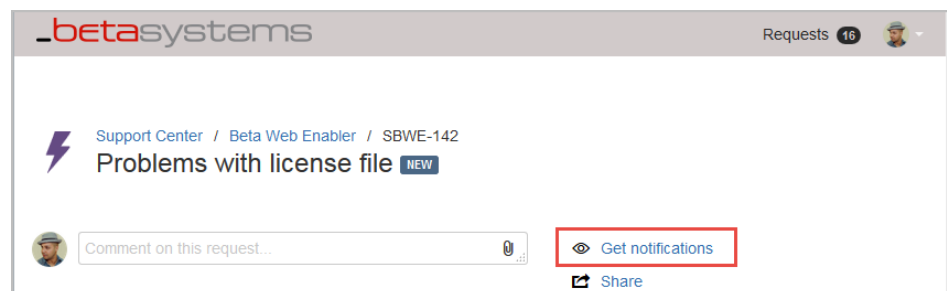 _betasystems
Requests 16
Support Center / Beta Web Enabler / SBWE-142
Problems with license file NEW
Comment on this request...
Get notifications
Share